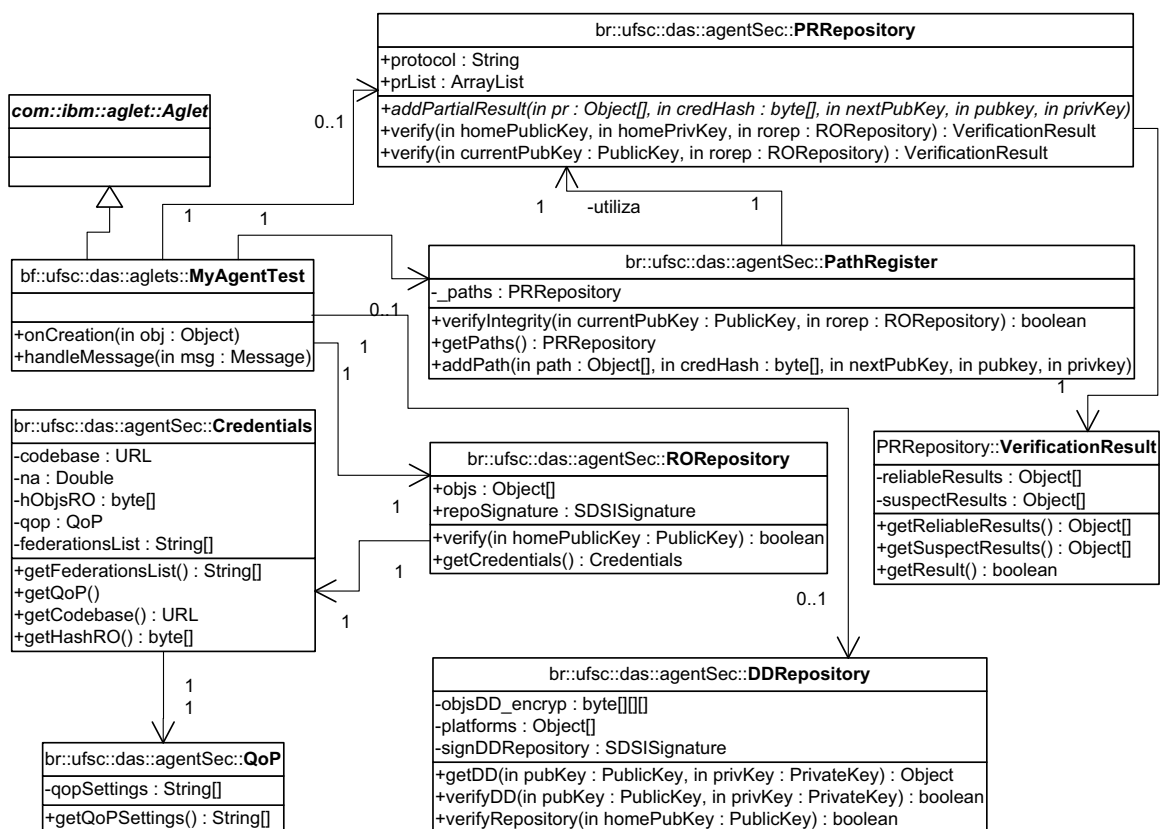 br::ufsc::das::agentSec::PRRepository
+protocol : String
+prList : ArrayList
+addPartialResult(in pr : Object[], in credHash : byte[], in nextPubKey, in pubkey, in privKey)
+verify(in homePublicKey, in homePrivKey, in rorep : RORepository) : VerificationResult
+verify(in currentPubKey : PublicKey, in rorep : RORepository) : VerificationResult
com::ibm::aglet::Aglet
0..1
1
1
1
-utiliza
1
bf::ufsc::das::aglets::MyAgentTest
+onCreation(in obj : Object)
+handleMessage(in msg : Message)
br::ufsc::das::agentSec::PathRegister
-_paths : PRRepository
+verifyIntegrity(in currentPubKey : PublicKey, in rorep : RORepository) : boolean
+getPaths() : PRRepository
+addPath(in path : Object[], in credHash : byte[], in nextPubKey, in pubkey, in privkey)
0..1
1
1
1
br::ufsc::das::agentSec::Credentials
-codebase : URL
-na : Double
-hObjsRO : byte[]
-qop : QoP
-federationsList : String[]
+getFederationsList() : String[]
+getQoP()
+getCodebase() : URL
+getHashRO() : byte[]
br::ufsc::das::agentSec::RORepository
+objs : Object[]
+repoSignature : SDSISignature
+verify(in homePublicKey : PublicKey) : boolean
+getCredentials() : Credentials
PRRepository::VerificationResult
-reliableResults : Object[]
-suspectResults : Object[]
+getReliableResults() : Object[]
+getSuspectResults() : Object[]
+getResult() : boolean
1
1
1
0..1
1
1
br::ufsc::das::agentSec::DDRepository
-objsDD_encryp : byte[][][]
-platforms : Object[]
-signDDRepository : SDSISignature
+getDD(in pubKey : PublicKey, in privKey : PrivateKey) : Object
+verifyDD(in pubKey : PublicKey, in privKey : PrivateKey) : boolean
+verifyRepository(in homePubKey : PublicKey) : boolean
br::ufsc::das::agentSec::QoP
-qopSettings : String[]
+getQoPSettings() : String[]